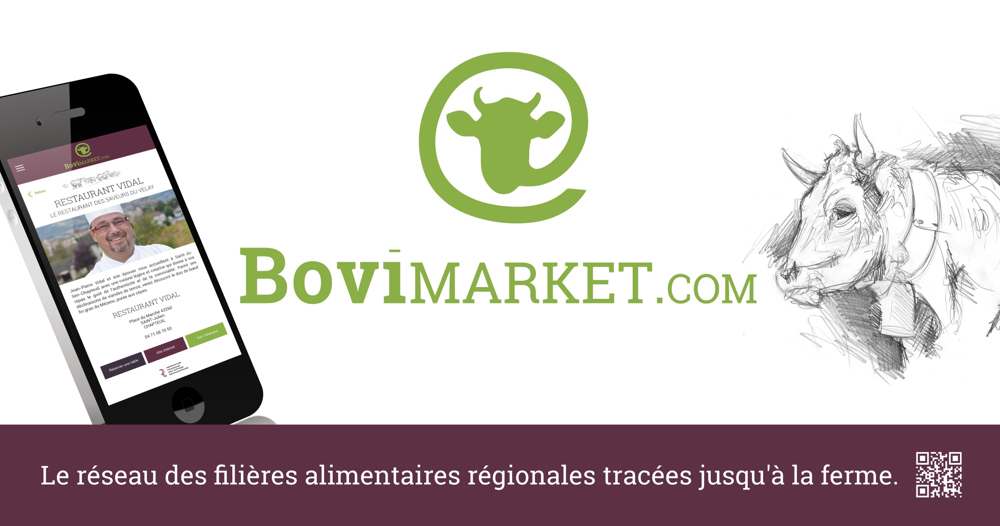 BoviMARKET.COM
Retour
RESTAURANT VIDAL
LE RESTAURANT DES SAVEURS DU VELAY
Jean-Pierre Vidal et son épouse vous accueillent à Saint-Ju-
lien-Chapteuil, avec une cuisine légère et créative qui donne à vos
repas le goût de l'authenticité et de la convivialité. Parmi ses
déclinaisons de viandes de terroir, venez découvrir le duo de bœuf
fin gras du Mézenc, purée aux cèpes.
RESTAURANT VIDAL
Place du Marché 43260
SAINT-Julien
CHAPTEUIL
04 71 08 70 50
Réserver une table
Site internet
Voir l'itinéraire
ASSOCIATION
FRANÇAISE
DES MAÎTRES
RESTAURATEURS
BoviMARKET.COM
Le réseau des filières alimentaires régionales tracées jusqu'à la ferme.